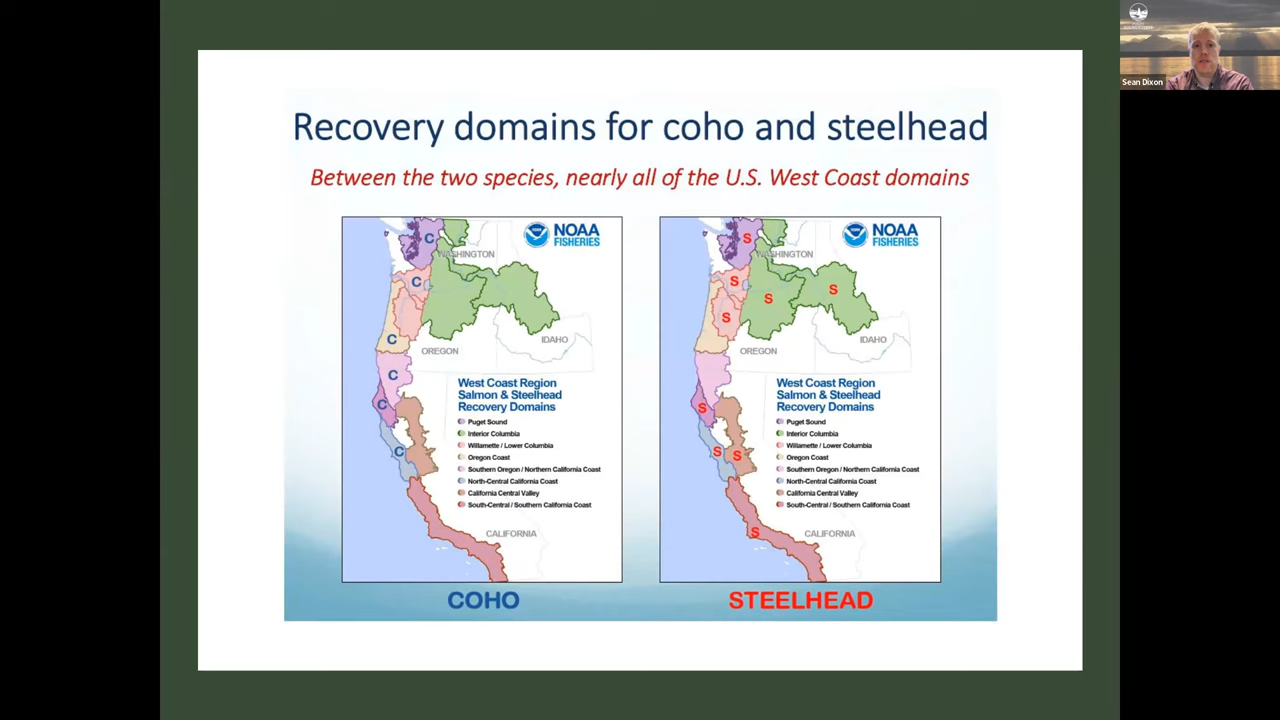 Recovery domains for coho and steelhead
Between the two species, nearly all of the U.S. West Coast domains
C
NOAA
FISHERIES
WASHINGTON
C
C
IDAHO
OREGON
C
C
C
West Coast Region
Salmon & Steelhead
Recovery Domains
Puget Sound
Interior Columbia
Willamette / Lower Columbia
Oregon Coast
Southern Oregon / Northern California Coast
North-Central California Coast
California Central Valley
South-Central / Southern California Coast
CALIFORNIA
COHO
S
NOAA
FISHERIES
WASHINGTON
S
S
S
S
IDAHO
OREGON
S
S
S
West Coast Region
Salmon & Steelhead
Recovery Domains
Puget Sound
Interior Columbia
Willamette / Lower Columbia
Oregon Coast
Southern Oregon / Northern California Coast
North-Central California Coast
California Central Valley
South-Central / Southern California Coast
S
CALIFORNIA
STEELHEAD
Sean Dixon